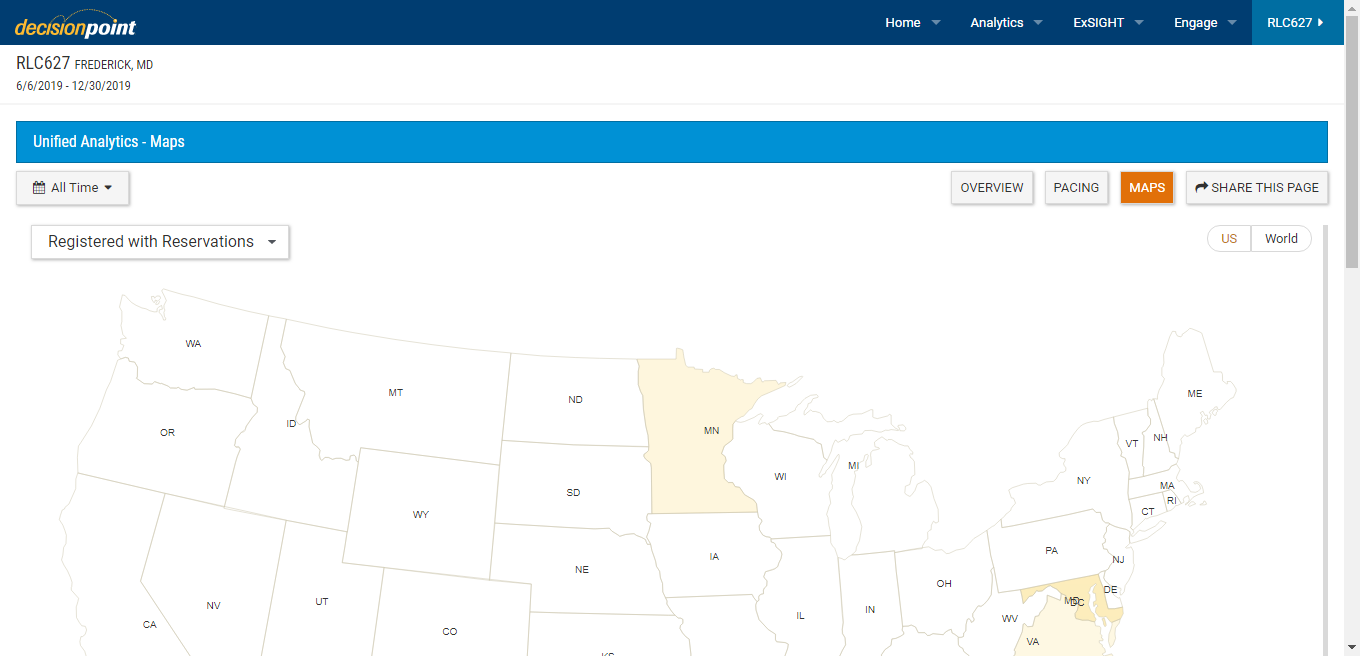 decisionpoint
Home Analytics ExSIGHT Engage RLC627
RLC627 FREDERICK, MD
6/6/2019 - 12/30/2019
Unified Analytics - Maps
All Time OVERVIEW PACING MAPS SHARE THIS PAGE
Registered with Reservations US World
WA
MT
ME
ND
ID
OR
MN
NH
VT
MI
WI
NY
MA
SD
RI
CT
WY
PA
IA
NJ
NE
OH
DE
MD
DC
UT
NV
IN
IL
WV
CA
CO
VA
KS